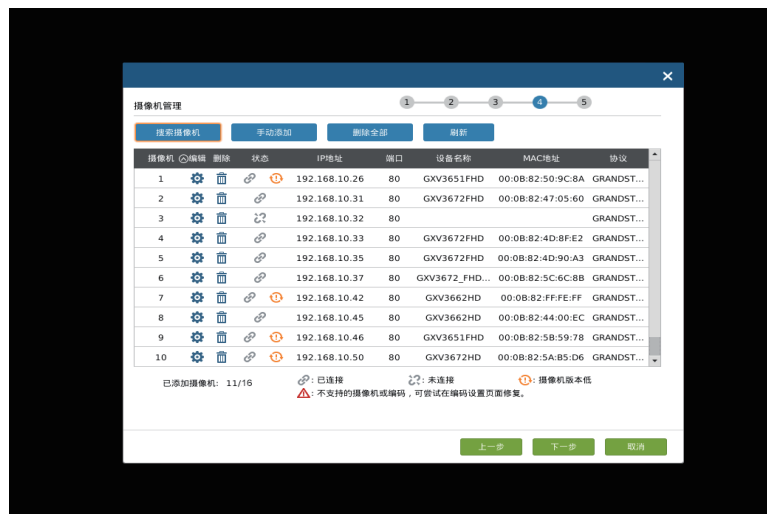 摄像机管理
1 2 3 4 5
搜索摄像机 手动添加 删除全部 刷新
摄像机 编辑 删除 状态 IP地址 端口 设备名称 MAC地址 协议
1 192.168.10.26 80 GXV3651FHD 00:0B:82:50:9C:8A GRANDST...
2 192.168.10.31 80 GXV3672FHD 00:0B:82:47:05:60 GRANDST...
3 192.168.10.32 80 GRANDST...
4 192.168.10.33 80 GXV3672FHD 00:0B:82:4D:8F:E2 GRANDST...
5 192.168.10.35 80 GXV3672FHD 00:0B:82:4D:90:A3 GRANDST...
6 192.168.10.37 80 GXV3672_FHD... 00:0B:82:5C:6C:8B GRANDST...
7 192.168.10.42 80 GXV3662HD 00:0B:82:FF:FE:FF GRANDST...
8 192.168.10.45 80 GXV3662HD 00:0B:82:44:00:EC GRANDST...
9 192.168.10.46 80 GXV3651FHD 00:0B:82:5B:59:78 GRANDST...
10 192.168.10.50 80 GXV3672HD 00:0B:82:5A:B5:D6 GRANDST...
已添加摄像机: 11/16 : 已连接 : 未连接 : 摄像机版本低
: 不支持的摄像机或编码，可尝试在编码设置页面修复。
上一步 下一步 取消